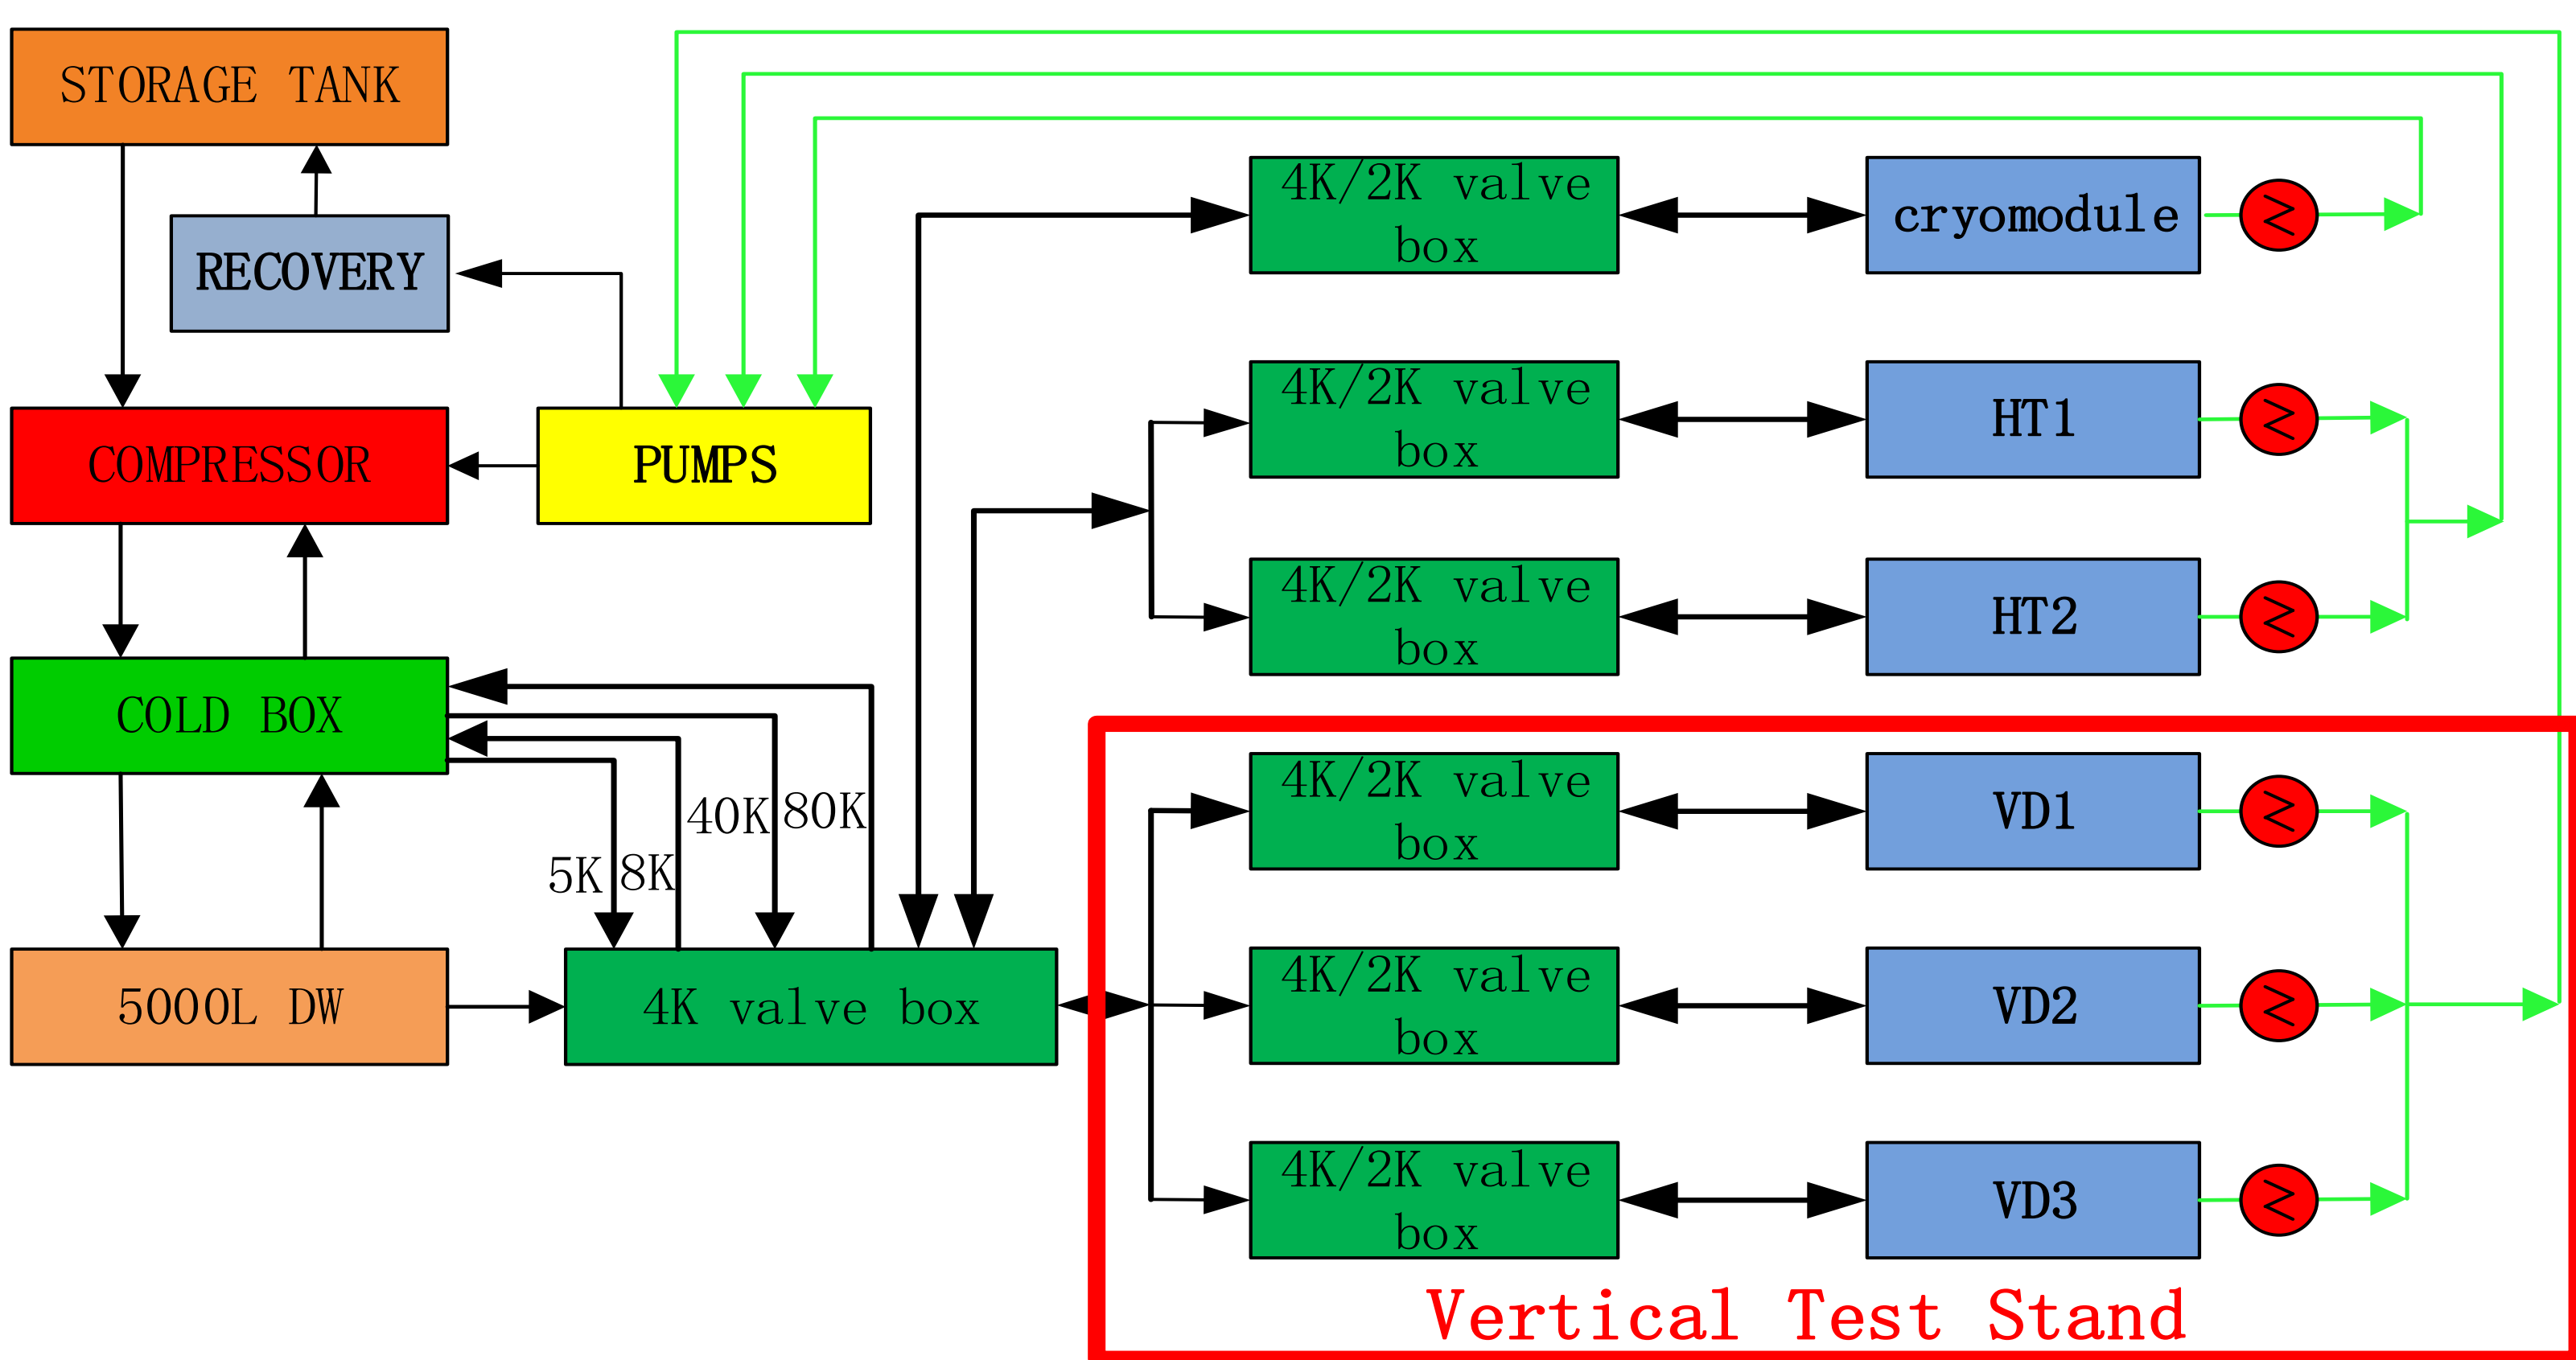 STORAGE TANK
RECOVERY
COMPRESSOR
PUMPS
COLD BOX
5K
8K
40K
80K
5000L DW
4K valve box
4K/2K valve
box
cryomodule
4K/2K valve
box
HT1
4K/2K valve
box
HT2
4K/2K valve
box
VD1
4K/2K valve
box
VD2
4K/2K valve
box
VD3
Vertical Test Stand